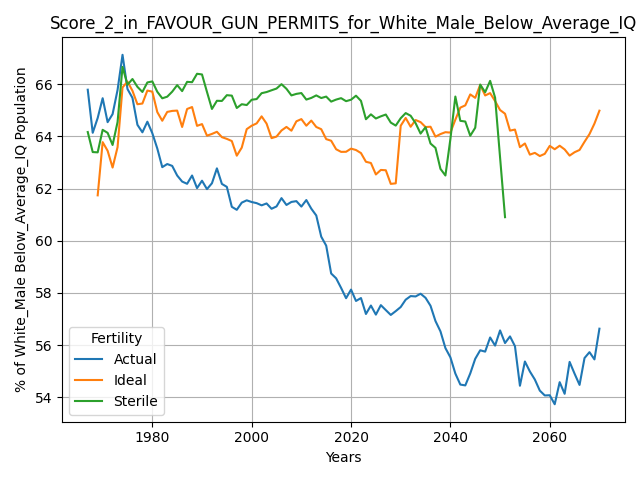 Score_2_in_FAVOUR_GUN_PERMITS_for_White_Male_Below_Average_IQ
% of White_Male Below_Average_IQ Population
66
64
62
60
58
56
54
Fertility
Actual
Ideal
Sterile
1980 2000 2020 2040 2060
Years